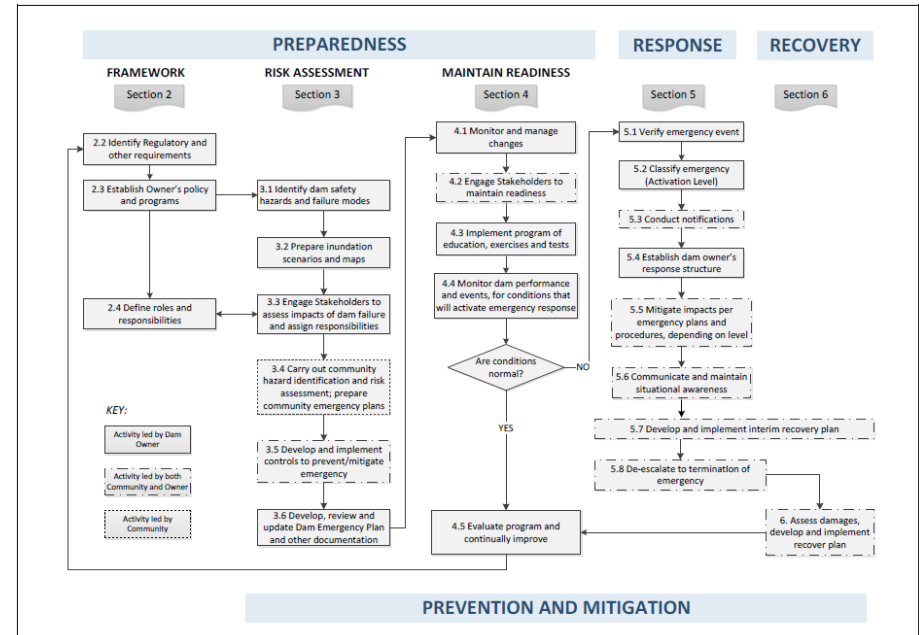 PREPAREDNESS
RESPONSE
RECOVERY
FRAMEWORK
RISK ASSESSMENT
MAINTAIN READINESS
Section 2
Section 3
Section 4
Section 5
Section 6
2.2 Identify Regulatory and
other requirements
2.3 Establish Owner's policy
and programs
2.4 Define roles and
responsibilities
KEY:
Activity led by Dam
Owner
Activity led by both
Community and Owner
Activity led by
Community
3.1 Identify dam safety
hazards and failure modes
3.2 Prepare inundation
scenarios and maps
3.3 Engage Stakeholders to
assess impacts of dam failure
and assign responsibilities
3.4 Carry out community
hazard identification and risk
assessment; prepare
community emergency plans
3.5 Develop and implement
controls to prevent/mitigate
emergency
3.6 Develop, review and
update Dam Emergency Plan
and other documentation
4.1 Monitor and manage
changes
4.2 Engage Stakeholders to
maintain readiness
4.3 Implement program of
education, exercises and tests
4.4 Monitor dam performance
and events, for conditions that
will activate emergency response
Are conditions
normal?
NO
YES
4.5 Evaluate program and
continually improve
5.1 Verify emergency event
5.2 Classify emergency
(Activation Level)
5.3 Conduct notifications
5.4 Establish dam owner's
response structure
5.5 Mitigate impacts per
emergency plans and
procedures, depending on level
5.6 Communicate and maintain
situational awareness
5.7 Develop and implement interim recovery plan
5.8 De-escalate to termination of
emergency
6. Assess damages,
develop and implement
recover plan
PREVENTION AND MITIGATION